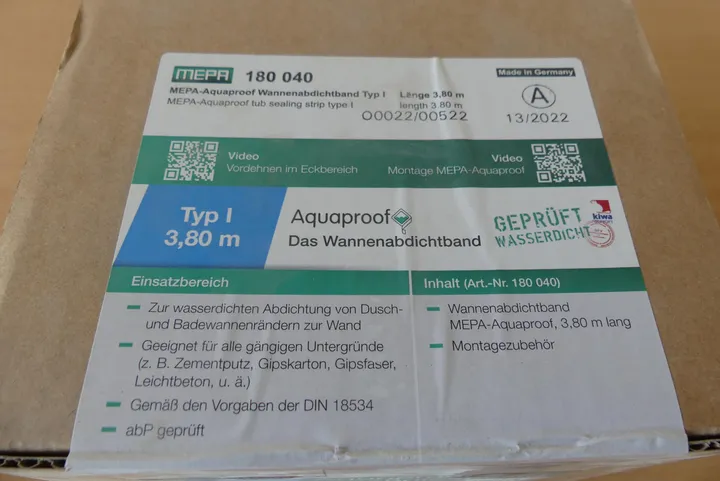 MEPA 180 040
Made in Germany
MEPA-Aquaproof Wannenabdichtband Typ I Länge 3,80 m
MEPA-Aquaproof tub sealing strip type I length 3.80 m
O0022/00522
A
13/2022
Video
Vordehnen im Eckbereich
Video
Montage MEPA-Aquaproof
Typ I
3,80 m
Aquaproof
Das Wannenabdichtband
GEPRÜFT
WASSERDICHT
kiwa
Einsatzbereich
Zur wasserdichten Abdichtung von Dusch-
und Badewannenrändern zur Wand
Geeignet für alle gängigen Untergründe
(z. B. Zementputz, Gipskarton, Gipsfaser,
Leichtbeton, u. ä.)
Gemäß den Vorgaben der DIN 18534
abP geprüft
Inhalt (Art.-Nr. 180 040)
Wannenabdichtband
MEPA-Aquaproof, 3,80 m lang
Montagezubehör